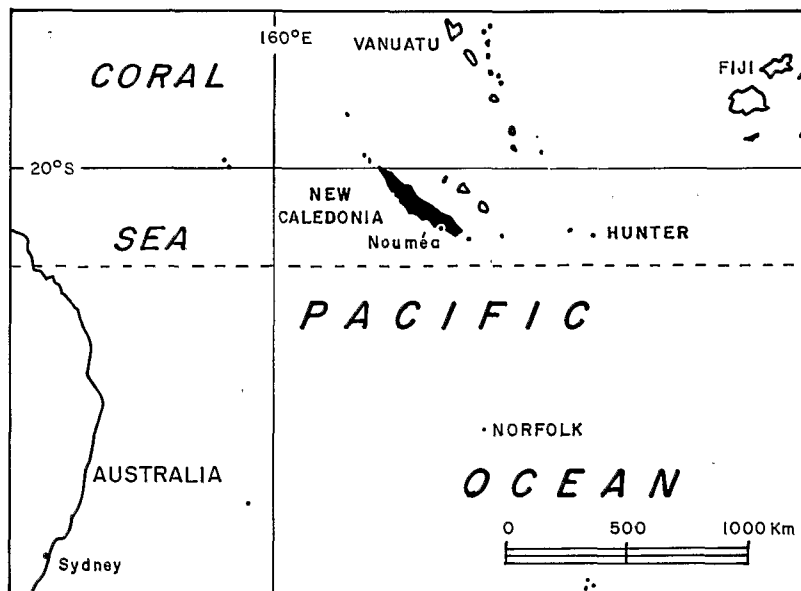 160°E
VANUATU
FIJI
CORAL
20°S
NEW
CALEDONIA
Nouméa
SEA
HUNTER
PACIFIC
NORFOLK
AUSTRALIA
OCEAN
0 500 1000 Km
Sydney